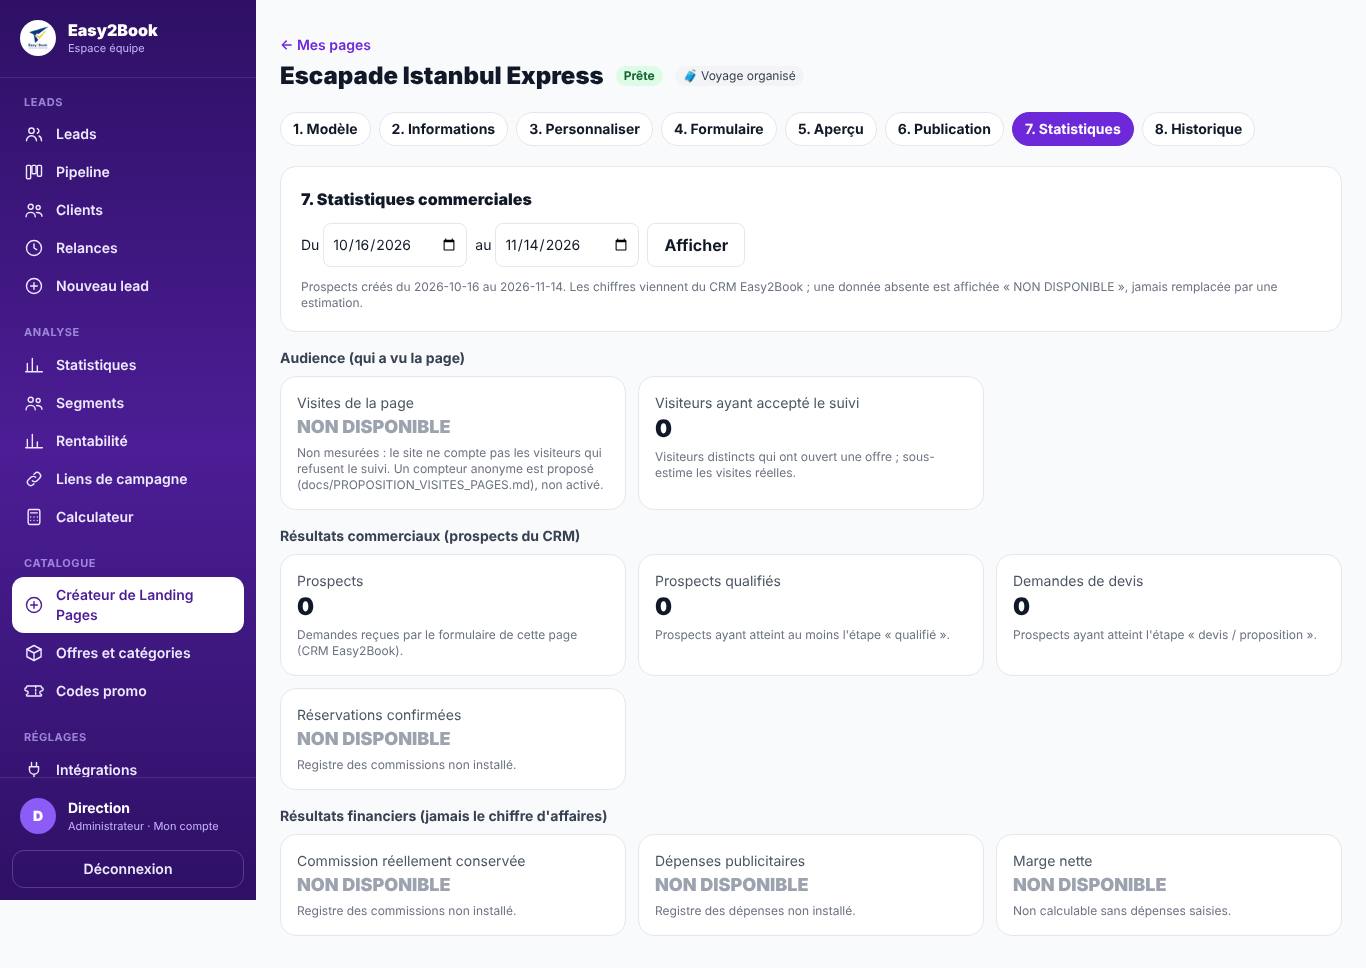 Easy2Book
Espace équipe
LEADS
Leads
Pipeline
Clients
Relances
Nouveau lead
ANALYSE
Statistiques
Segments
Rentabilité
Liens de campagne
Calculateur
CATALOGUE
Créateur de Landing
Pages
Offres et catégories
Codes promo
RÉGLAGES
Intégrations
D
Direction
Administrateur · Mon compte
Déconnexion
← Mes pages
Escapade Istanbul Express Prête 🧳 Voyage organisé
1. Modèle 2. Informations 3. Personnaliser 4. Formulaire 5. Aperçu 6. Publication 7. Statistiques 8. Historique
7. Statistiques commerciales
Du 10/16/2026 au 11/14/2026 Afficher
Prospects créés du 2026-10-16 au 2026-11-14. Les chiffres viennent du CRM Easy2Book ; une donnée absente est affichée « NON DISPONIBLE », jamais remplacée par une
estimation.
Audience (qui a vu la page)
Visites de la page
NON DISPONIBLE
Non mesurées : le site ne compte pas les visiteurs qui
refusent le suivi. Un compteur anonyme est proposé
(docs/PROPOSITION_VISITES_PAGES.md), non activé.
Visiteurs ayant accepté le suivi
0
Visiteurs distincts qui ont ouvert une offre ; sous-
estime les visites réelles.
Résultats commerciaux (prospects du CRM)
Prospects
0
Demandes reçues par le formulaire de cette page
(CRM Easy2Book).
Prospects qualifiés
0
Prospects ayant atteint au moins l'étape « qualifié ».
Demandes de devis
0
Prospects ayant atteint l'étape « devis / proposition ».
Réservations confirmées
NON DISPONIBLE
Registre des commissions non installé.
Résultats financiers (jamais le chiffre d'affaires)
Commission réellement conservée
NON DISPONIBLE
Registre des commissions non installé.
Dépenses publicitaires
NON DISPONIBLE
Registre des dépenses non installé.
Marge nette
NON DISPONIBLE
Non calculable sans dépenses saisies.